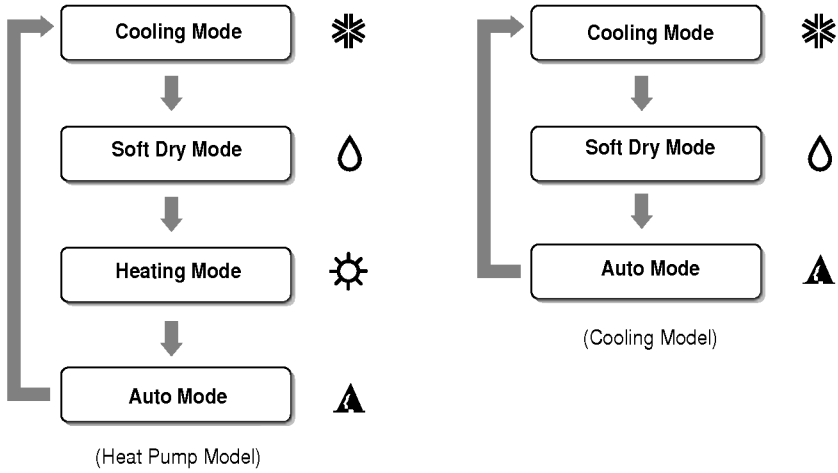 Cooling Mode
Soft Dry Mode
Heating Mode
Auto Mode
(Heat Pump Model)
Cooling Mode
Soft Dry Mode
Auto Mode
(Cooling Model)